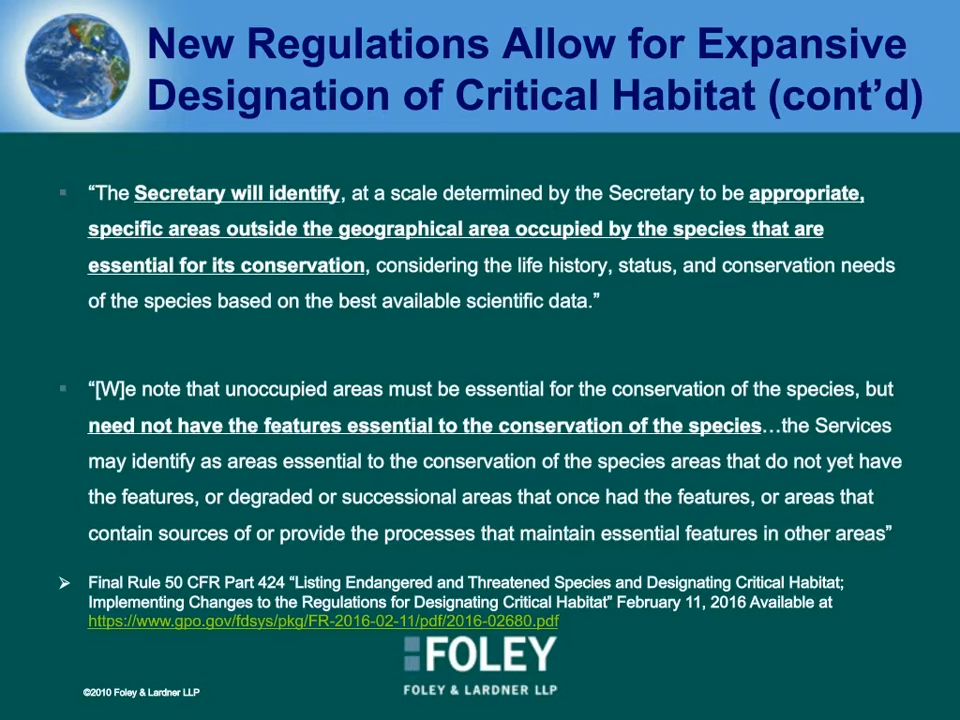 New Regulations Allow for Expansive
Designation of Critical Habitat (cont’d)
“The Secretary will identify, at a scale determined by the Secretary to be appropriate,
specific areas outside the geographical area occupied by the species that are
essential for its conservation, considering the life history, status, and conservation needs
of the species based on the best available scientific data.”
“[W]e note that unoccupied areas must be essential for the conservation of the species, but
need not have the features essential to the conservation of the species…the Services
may identify as areas essential to the conservation of the species areas that do not yet have
the features, or degraded or successional areas that once had the features, or areas that
contain sources of or provide the processes that maintain essential features in other areas”
Final Rule 50 CFR Part 424 “Listing Endangered and Threatened Species and Designating Critical Habitat;
Implementing Changes to the Regulations for Designating Critical Habitat” February 11, 2016 Available at
https://www.gpo.gov/fdsys/pkg/FR-2016-02-11/pdf/2016-02680.pdf
FOLEY
FOLEY & LARDNER LLP
©2010 Foley & Lardner LLP